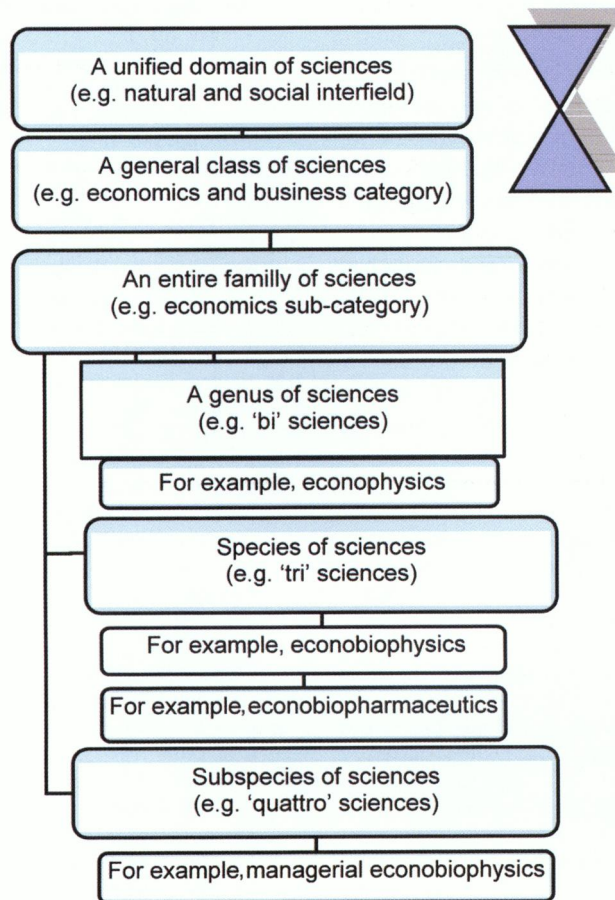 A unified domain of sciences
(e.g. natural and social interfield)
A general class of sciences
(e.g. economics and business category)
An entire familly of sciences
(e.g. economics sub-category)
A genus of sciences
(e.g. ‘bi’ sciences)
For example, econophysics
Species of sciences
(e.g. ‘tri’ sciences)
For example, econobiophysics
For example, econobiopharmaceutics
Subspecies of sciences
(e.g. ‘quattro’ sciences)
For example, managerial econobiophysics